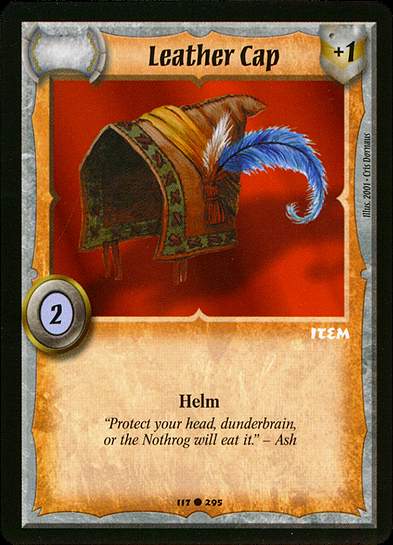 Leather Cap
+1
Illus. 2001 • Cris Dornaus
2
ITEM
Helm
“Protect your head, dunderbrain,
or the Nothrog will eat it.” – Ash
117 ● 295